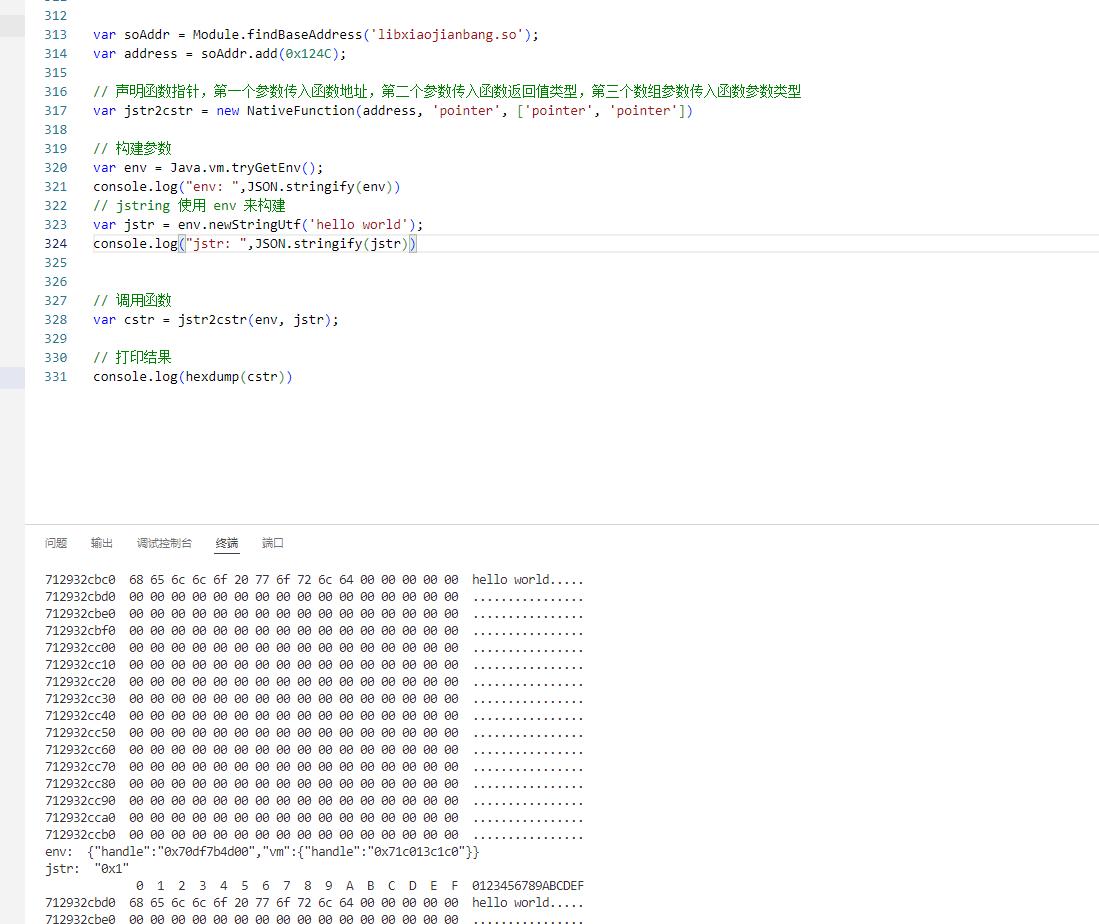 312
313 var soAddr = Module.findBaseAddress('libxiaojianbang.so');
314 var address = soAddr.add(0x124C);
315
316 // 声明函数指针，第一个参数传入函数地址，第二个参数传入函数返回值类型，第三个数组参数传入函数参数类型
317 var jstr2cstr = new NativeFunction(address, 'pointer', ['pointer', 'pointer'])
318
319 // 构建参数
320 var env = Java.vm.tryGetEnv();
321 console.log("env: ",JSON.stringify(env))
322 // jstring 使用 env 来构建
323 var jstr = env.newStringUtf('hello world');
324 console.log("jstr: ",JSON.stringify(jstr))
325
326
327 // 调用函数
328 var cstr = jstr2cstr(env, jstr);
329
330 // 打印结果
331 console.log(hexdump(cstr))
问题 输出 调试控制台 终端 端口
712932cbc0 68 65 6c 6c 6f 20 77 6f 72 6c 64 00 00 00 00 00 hello world.....
712932cbd0 00 00 00 00 00 00 00 00 00 00 00 00 00 00 00 00 ................
712932cbe0 00 00 00 00 00 00 00 00 00 00 00 00 00 00 00 00 ................
712932cbf0 00 00 00 00 00 00 00 00 00 00 00 00 00 00 00 00 ................
712932cc00 00 00 00 00 00 00 00 00 00 00 00 00 00 00 00 00 ................
712932cc10 00 00 00 00 00 00 00 00 00 00 00 00 00 00 00 00 ................
712932cc20 00 00 00 00 00 00 00 00 00 00 00 00 00 00 00 00 ................
712932cc30 00 00 00 00 00 00 00 00 00 00 00 00 00 00 00 00 ................
712932cc40 00 00 00 00 00 00 00 00 00 00 00 00 00 00 00 00 ................
712932cc50 00 00 00 00 00 00 00 00 00 00 00 00 00 00 00 00 ................
712932cc60 00 00 00 00 00 00 00 00 00 00 00 00 00 00 00 00 ................
712932cc70 00 00 00 00 00 00 00 00 00 00 00 00 00 00 00 00 ................
712932cc80 00 00 00 00 00 00 00 00 00 00 00 00 00 00 00 00 ................
712932cc90 00 00 00 00 00 00 00 00 00 00 00 00 00 00 00 00 ................
712932cca0 00 00 00 00 00 00 00 00 00 00 00 00 00 00 00 00 ................
712932ccb0 00 00 00 00 00 00 00 00 00 00 00 00 00 00 00 00 ................
env: {"handle":"0x70df7b4d00","vm":{"handle":"0x71c013c1c0"}}
jstr: "0x1"
0 1 2 3 4 5 6 7 8 9 A B C D E F 0123456789ABCDEF
712932cbd0 68 65 6c 6c 6f 20 77 6f 72 6c 64 00 00 00 00 00 hello world.....
712932cbe0 00 00 00 00 00 00 00 00 00 00 00 00 00 00 00 00 ................